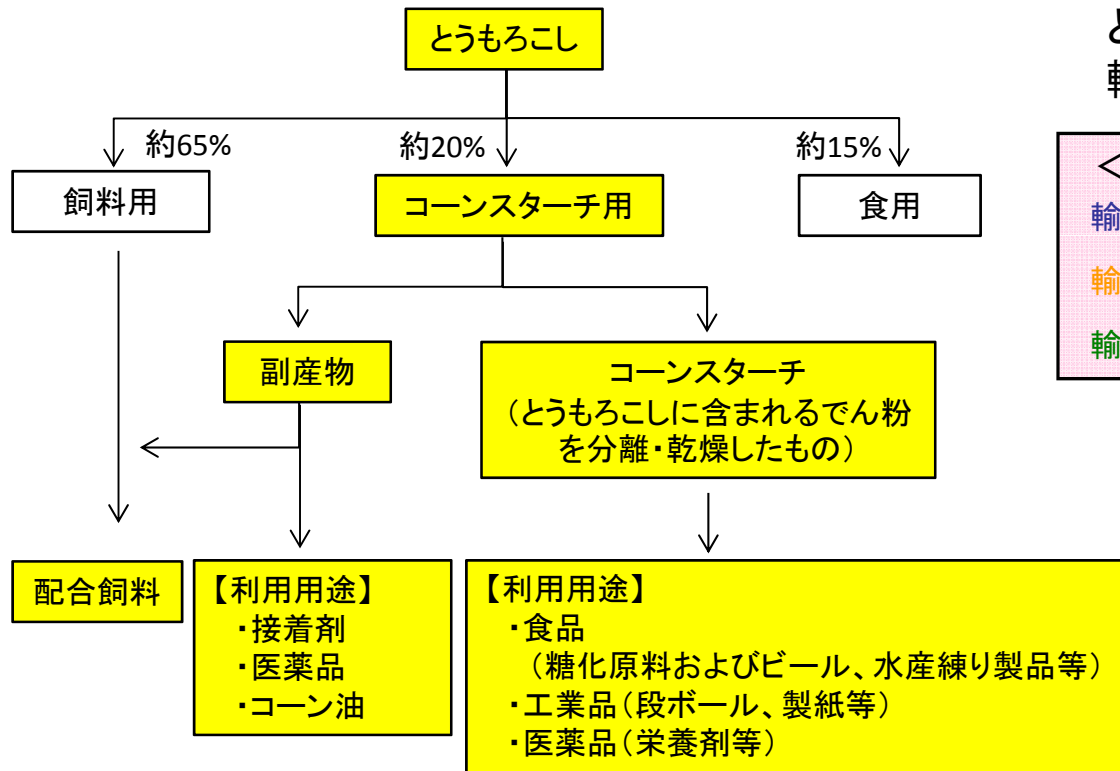 とうもろこし
約65%
約20%
約15%
飼料用
コーンスターチ用
食用
副産物
コーンスターチ
（とうもろこしに含まれるでん粉
を分離・乾燥したもの）
配合飼料
【利用用途】
・接着剤
・医薬品
・コーン油
【利用用途】
・食品
（糖化原料およびビール、水産練り製品等）
・工業品（段ボール、製紙等）
・医薬品（栄養剤等）
と
輸
＜
輸
輸
輸